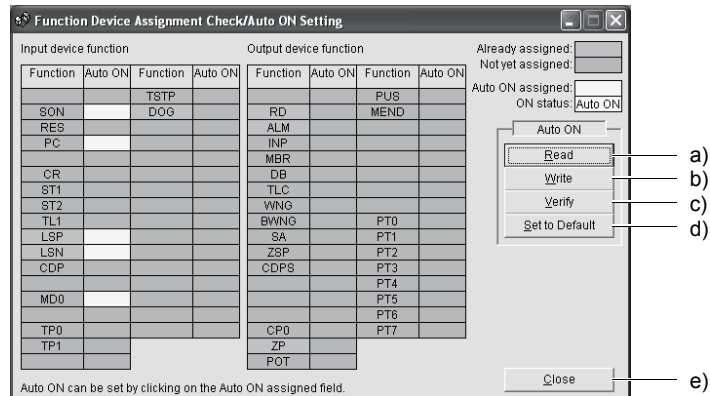 Function Device Assignment Check/Auto ON Setting
Input device function
Output device function
Already assigned:
Not yet assigned:
Auto ON assigned:
ON status: Auto ON
Function Auto ON Function Auto ON Function Auto ON Function Auto ON
TSTP PUS
SON DOG RD MEND
RES ALM
PC INP
MBR
CR DB
ST1 TLC
ST2 WNG
TL1 BWNG PT0
LSP SA PT1
LSN ZSP PT2
CDP CDPS PT3
PT4
MD0 PT5
PT6
TP0 CP0 PT7
TP1 ZP
POT
Auto ON can be set by clicking on the Auto ON assigned field.
Auto ON
Read a)
Write b)
Verify c)
Set to Default d)
Close e)